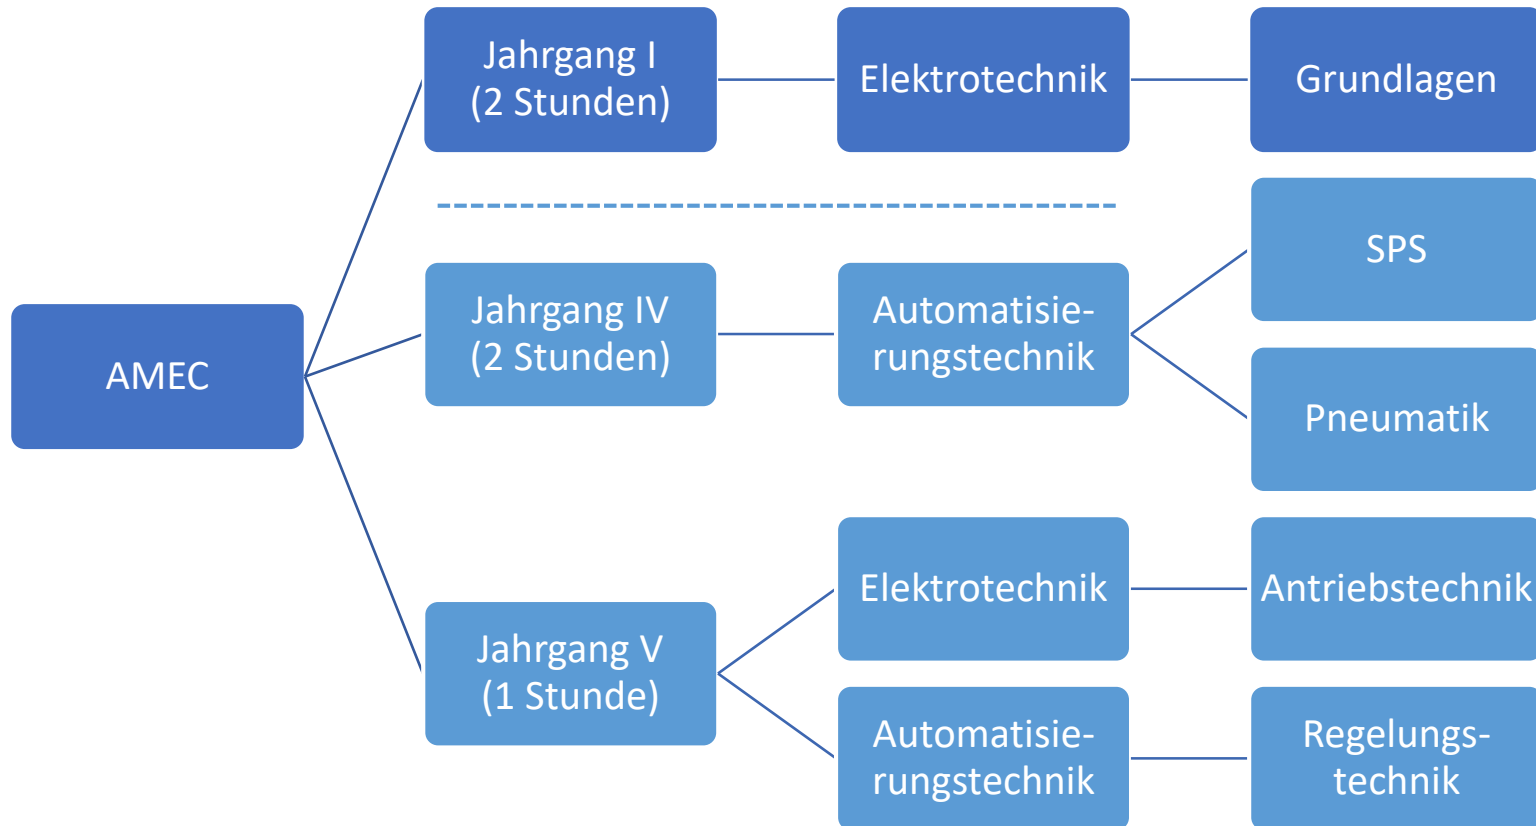 Jahrgang I
(2 Stunden)
Elektrotechnik
Grundlagen
SPS
Jahrgang IV
(2 Stunden)
Automatisie-
rungstechnik
AMEC
Pneumatik
Elektrotechnik
Antriebstechnik
Jahrgang V
(1 Stunde)
Automatisie-
rungstechnik
Regelungs-
technik